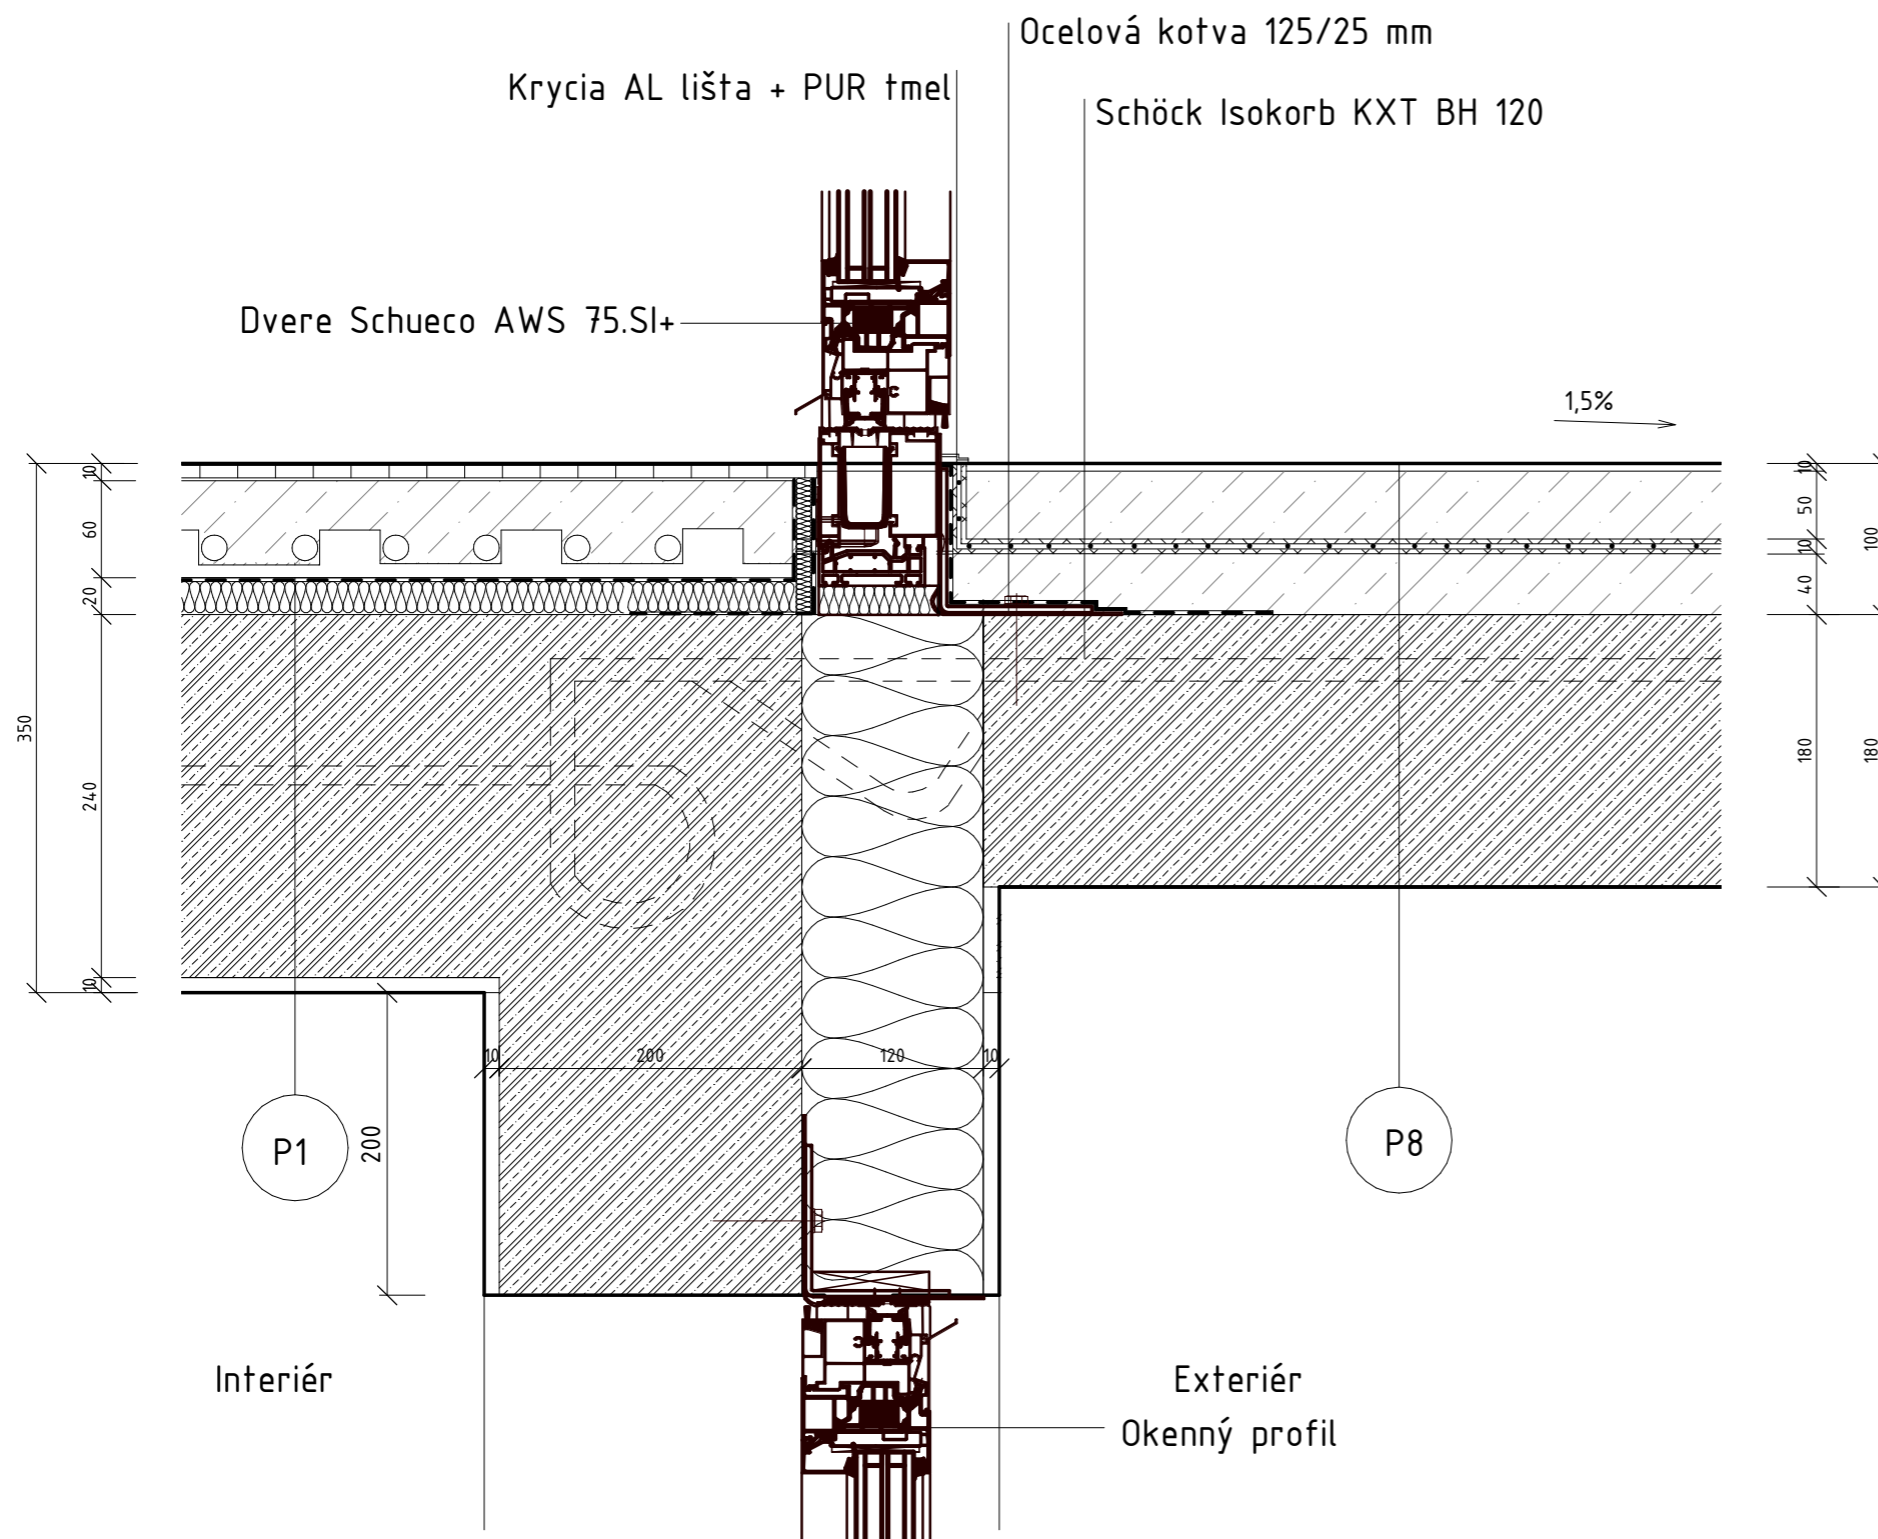 Ocelová kotva 125/25 mm
Krycia AL lišta + PUR tmel
Schöck Isokorb KXT BH 120
Dvere Schueco AWS 75.SI+
1,5%
10
60
20
240
10
350
10
50
10
40
180
100
180
10
200
120
10
200
P1
P8
Interiér
Exteriér
Okenný profil